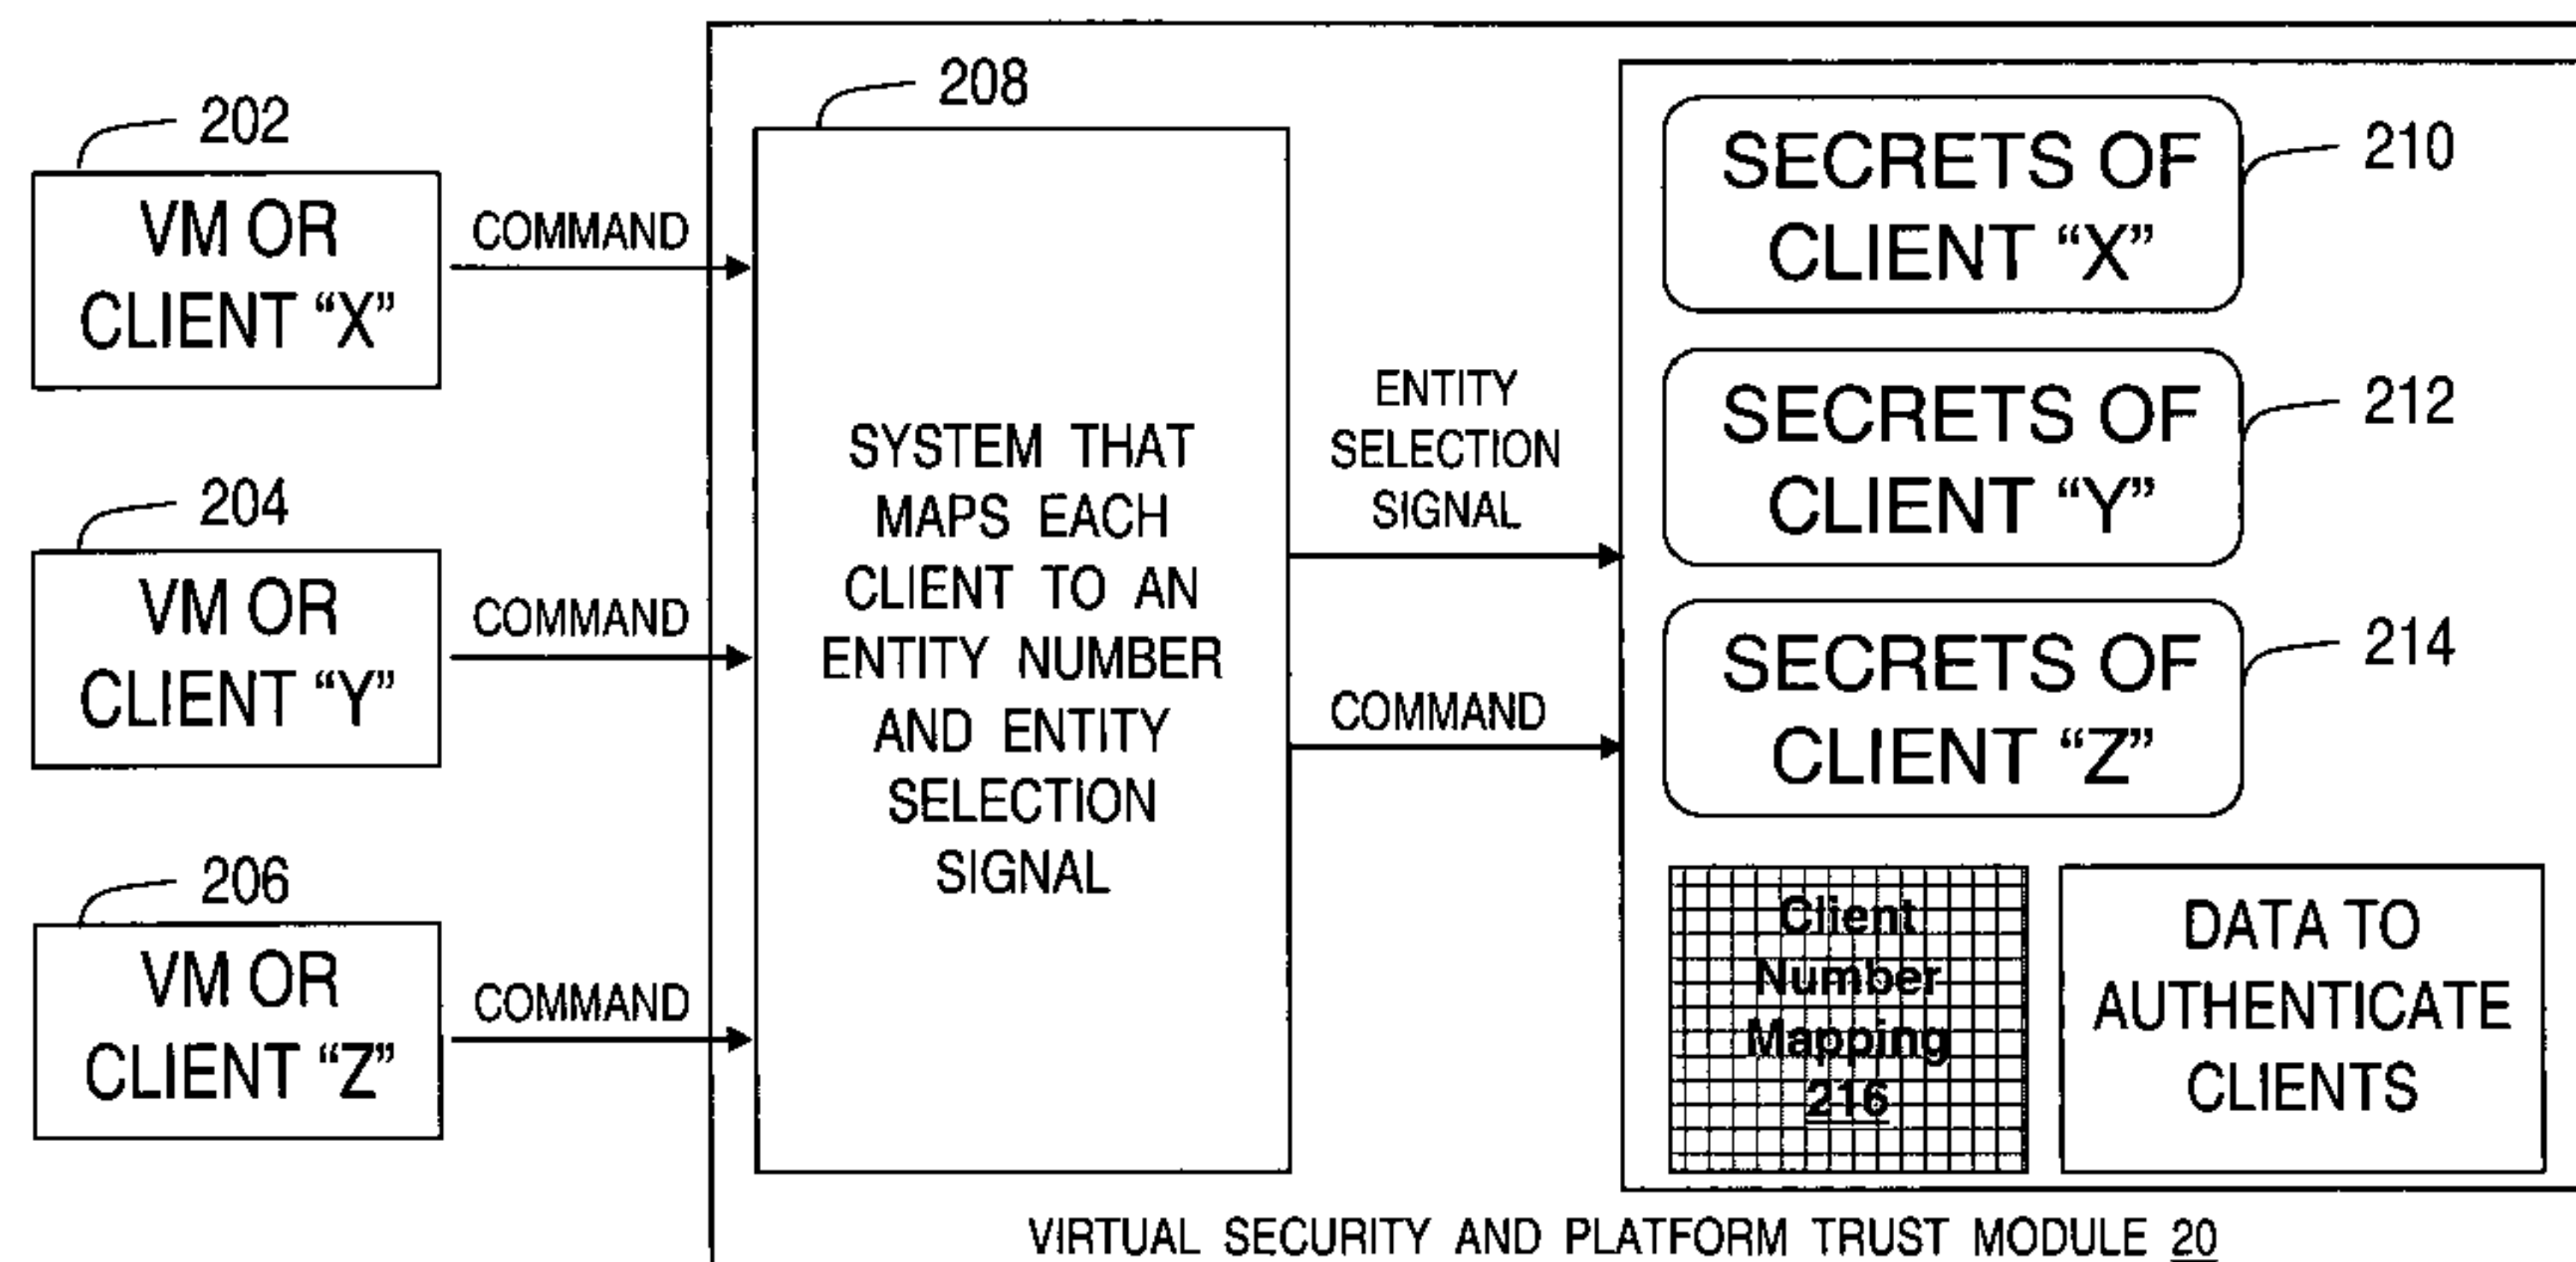 202
VM OR
CLIENT “X”
COMMAND
204
VM OR
CLIENT “Y”
COMMAND
206
VM OR
CLIENT “Z”
COMMAND
208
SYSTEM THAT
MAPS EACH
CLIENT TO AN
ENTITY NUMBER
AND ENTITY
SELECTION
SIGNAL
ENTITY
SELECTION
SIGNAL
COMMAND
SECRETS OF
CLIENT “X”
210
SECRETS OF
CLIENT “Y”
212
SECRETS OF
CLIENT “Z”
214
Client
Number
Mapping
216
DATA TO
AUTHENTICATE
CLIENTS
VIRTUAL SECURITY AND PLATFORM TRUST MODULE 20